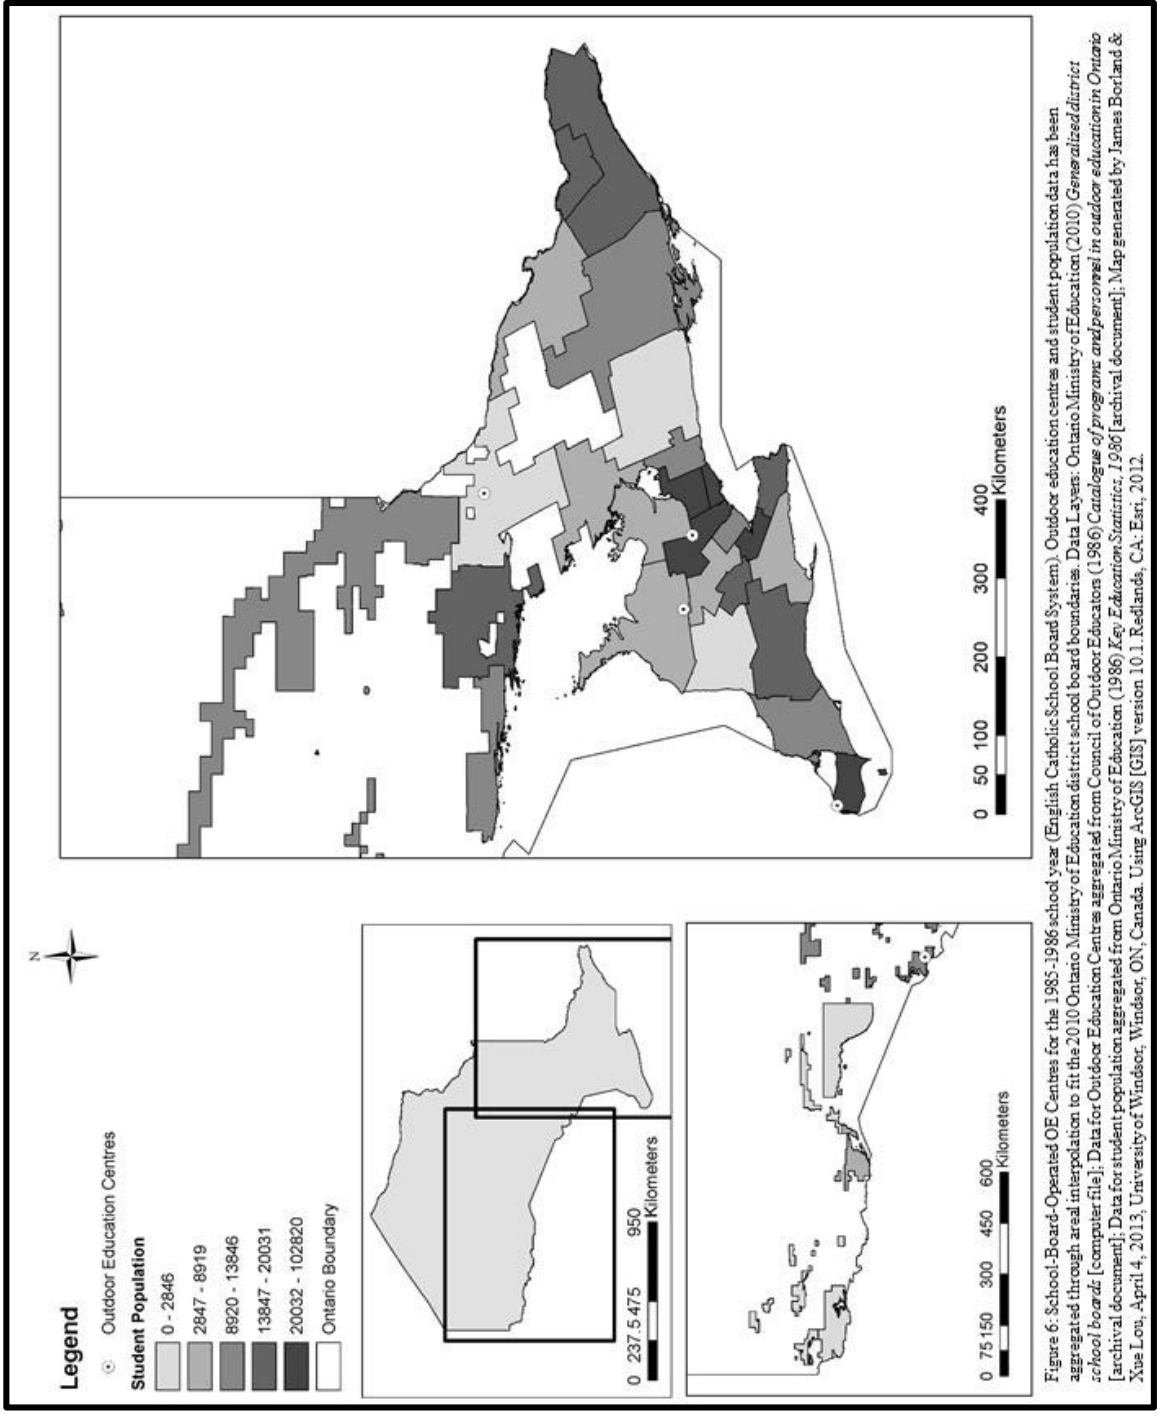 Legend
Outdoor Education Centres
Student Population
0 - 2846
2847 - 8919
8920 - 13846
13847 - 20031
20032 - 102820
Ontario Boundary
N
0 237.5 475 950
Kilometers
0 75 150 300 450 600
Kilometers
0 50 100 200 300 400
Kilometers
Figure 6: School-Board-Operated OE Centres for the 1985-1986 school year (English Catholic School Board System), Outdoor education centres and student population data has been
aggregated through areal interpolation to fit the 2010 Ontario Ministry of Education district school board boundaries. Data Layers: Ontario Ministry of Education (2010) Generalized district
school boards [computer file]; Data for Outdoor Education Centres aggregated from Council of Outdoor Educators (1986) Catalogue of programs and personnel in outdoor education in Ontario
[archival document]; Data for student population aggregated from Ontario Ministry of Education (1986) Key Education Statistics, 1986 [archival document]; Map generated by James Borland &
Xue Lou, April 4, 2013, University of Windsor, Windsor, ON, Canada. Using ArcGIS [GIS] version 10.1. Redlands, CA: Esri, 2012.